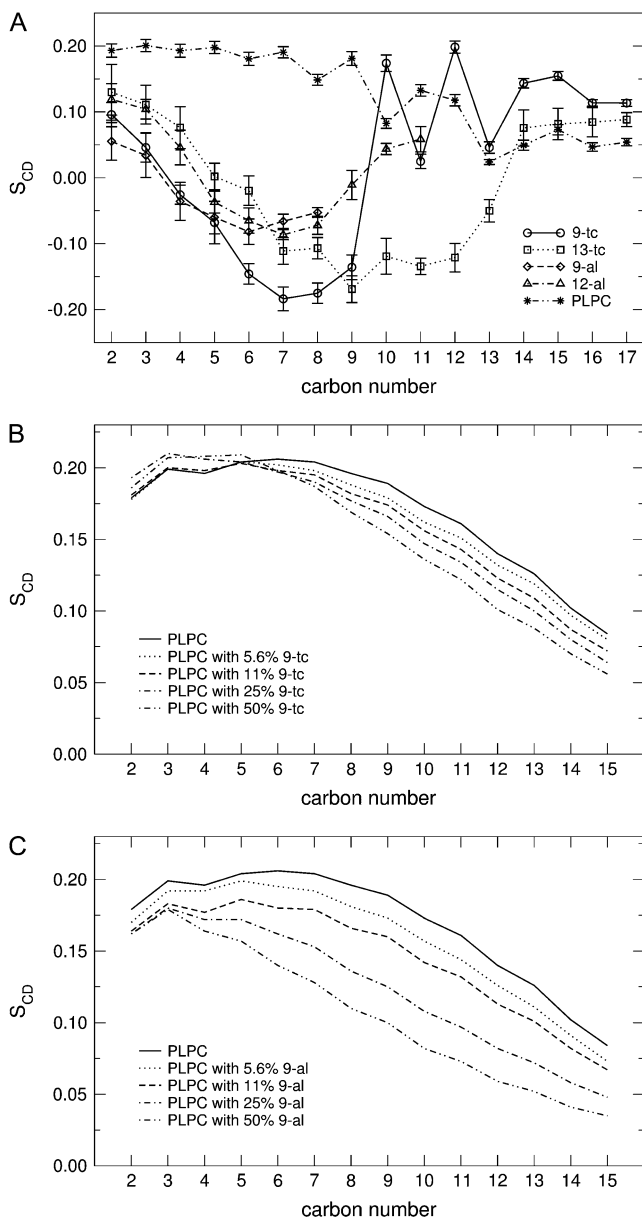 A
0.20
0.10
0.00
-0.10
-0.20
S_CD
9-tc
13-tc
9-al
12-al
PLPC
2 3 4 5 6 7 8 9 10 11 12 13 14 15 16 17
carbon number
B
0.20
0.15
0.10
0.05
0.00
S_CD
PLPC
PLPC with 5.6% 9-tc
PLPC with 11% 9-tc
PLPC with 25% 9-tc
PLPC with 50% 9-tc
2 3 4 5 6 7 8 9 10 11 12 13 14 15
carbon number
C
0.20
0.15
0.10
0.05
0.00
S_CD
PLPC
PLPC with 5.6% 9-al
PLPC with 11% 9-al
PLPC with 25% 9-al
PLPC with 50% 9-al
2 3 4 5 6 7 8 9 10 11 12 13 14 15
carbon number